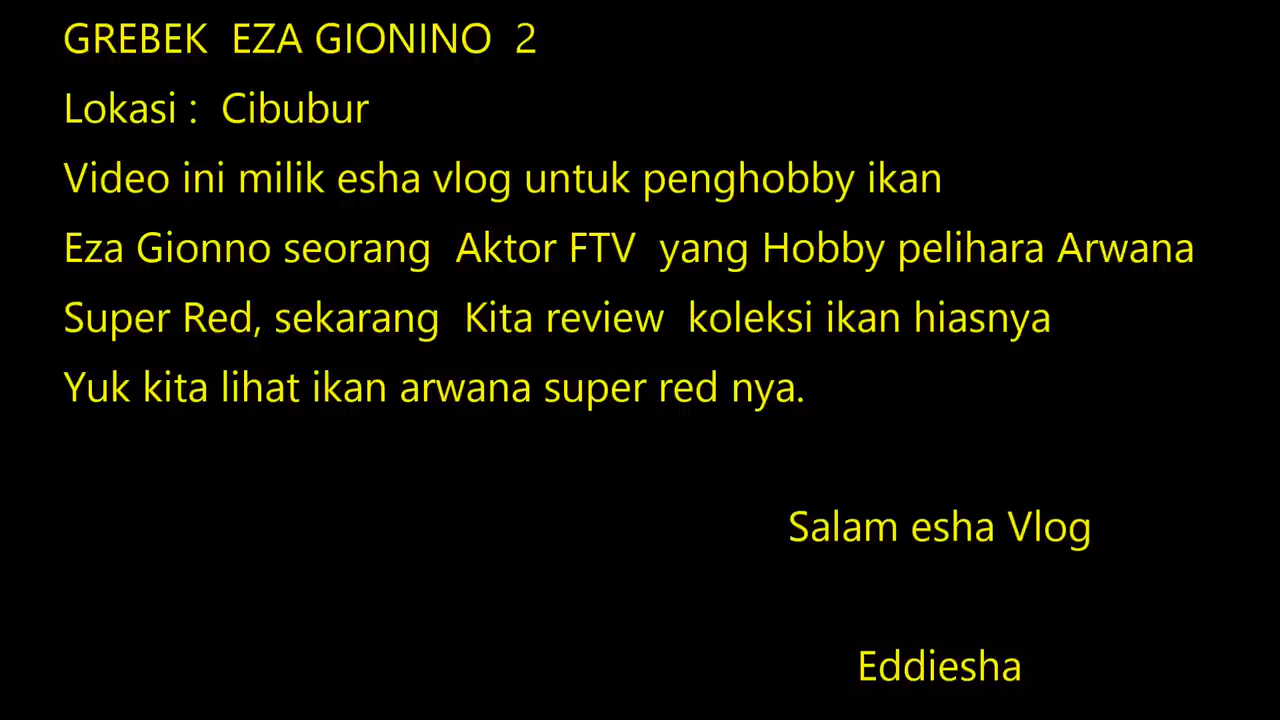 GREBEK EZA GIONINO 2
Lokasi : Cibubur
Video ini milik esha vlog untuk penghobby ikan
Eza Gionno seorang Aktor FTV yang Hobby pelihara Arwana
Super Red, sekarang Kita review koleksi ikan hiasnya
Yuk kita lihat ikan arwana super red nya.
Salam esha Vlog
Eddiesha